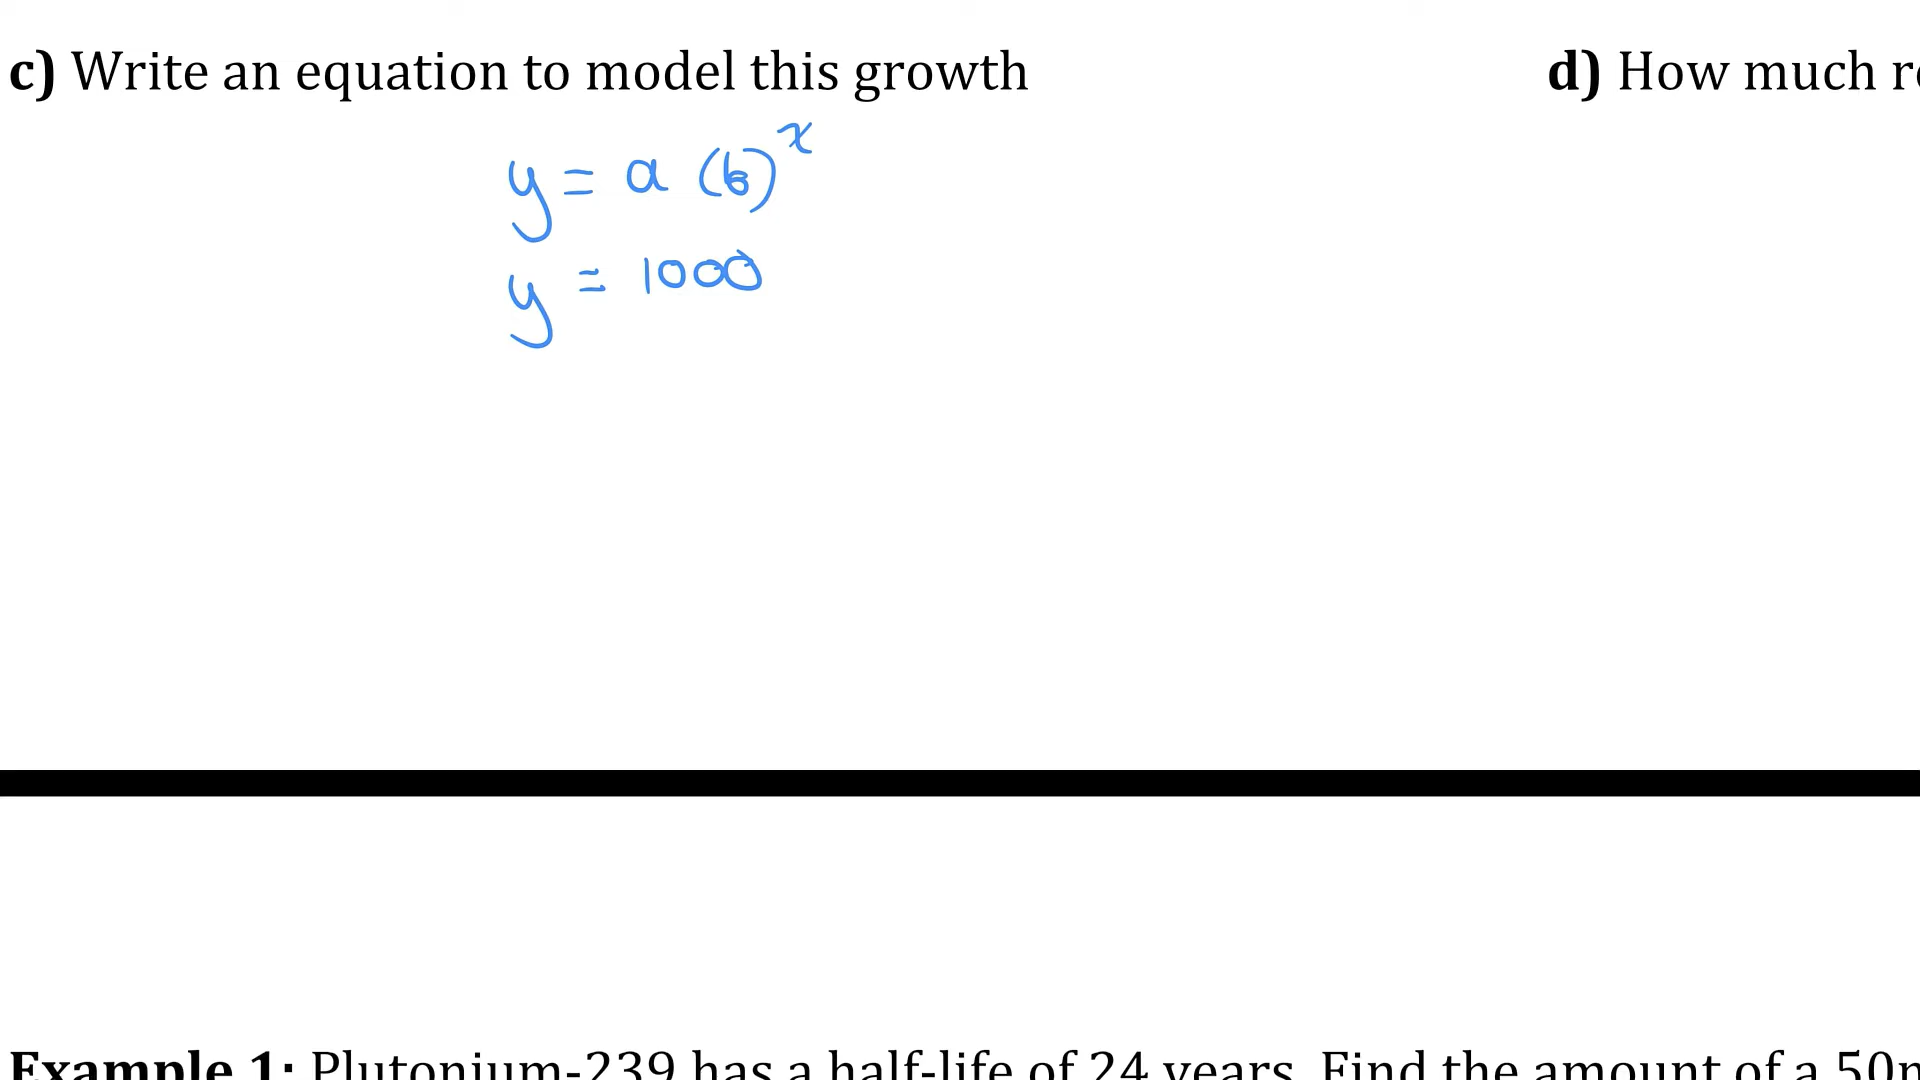 c) Write an equation to model this growth
d) How much
y = a (b)^x
y = 1000
Example 1: Plutonium-239 has a half-life of 24 years. Find the amount of a